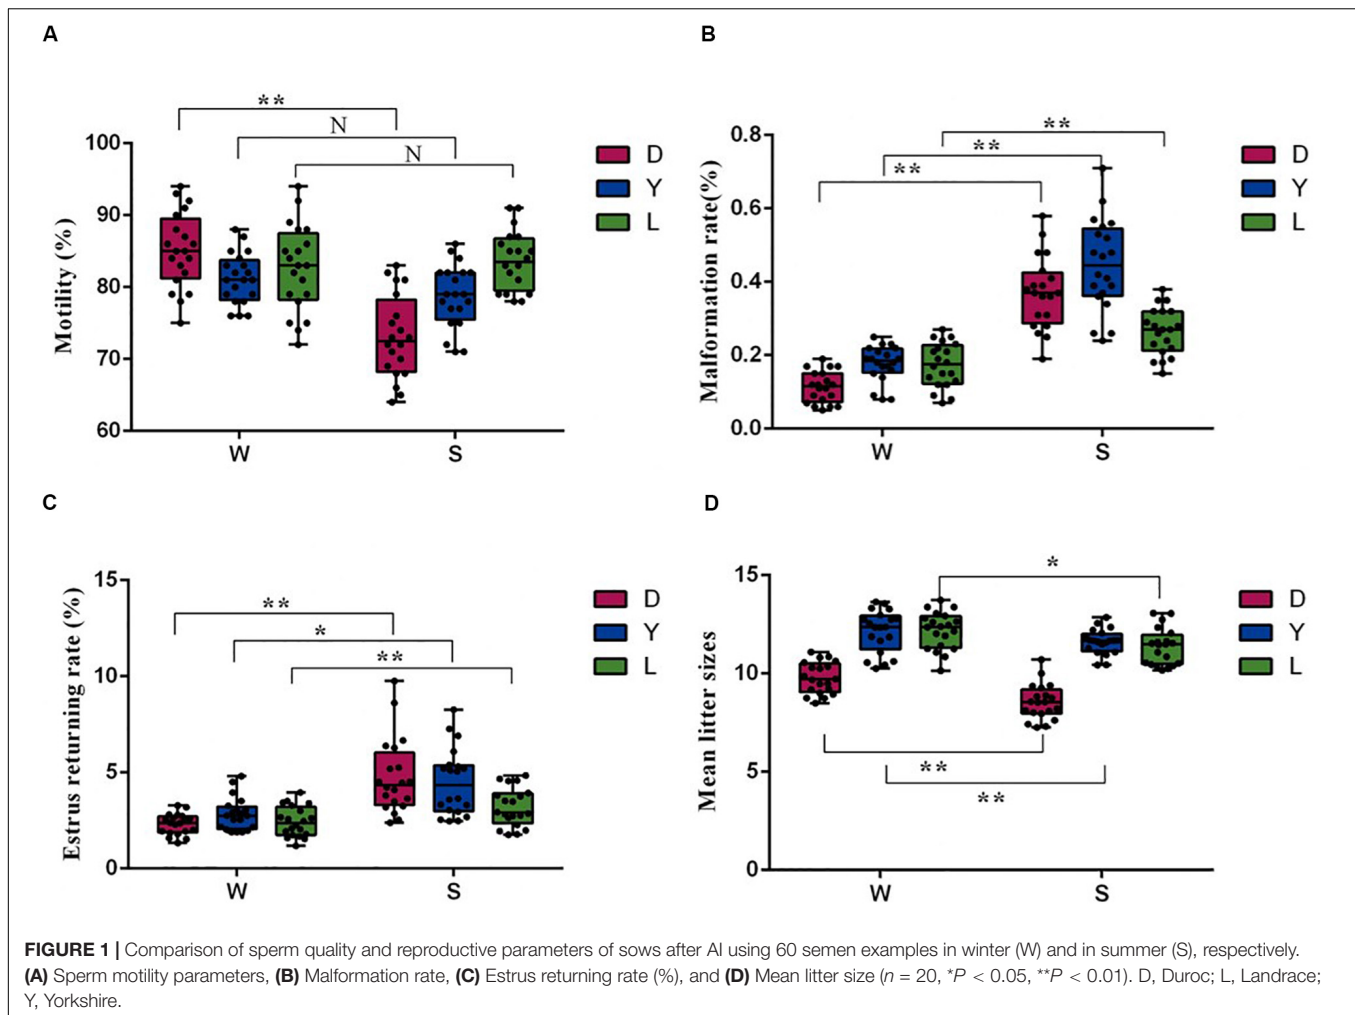 A
**
N
N
100
90
80
70
60
Motility (%)
W
S
D
Y
L
B
**
**
**
0.8
0.6
0.4
0.2
0.0
Malformation rate(%)
W
S
D
Y
L
C
**
*
**
15
10
5
0
Estrus returning rate (%)
W
S
D
Y
L
D
*
15
10
5
0
Mean litter sizes
**
**
W
S
D
Y
L
FIGURE 1 | Comparison of sperm quality and reproductive parameters of sows after AI using 60 semen examples in winter (W) and in summer (S), respectively.
(A) Sperm motility parameters, (B) Malformation rate, (C) Estrus returning rate (%), and (D) Mean litter size (n = 20, *P < 0.05, **P < 0.01). D, Duroc; L, Landrace;
Y, Yorkshire.